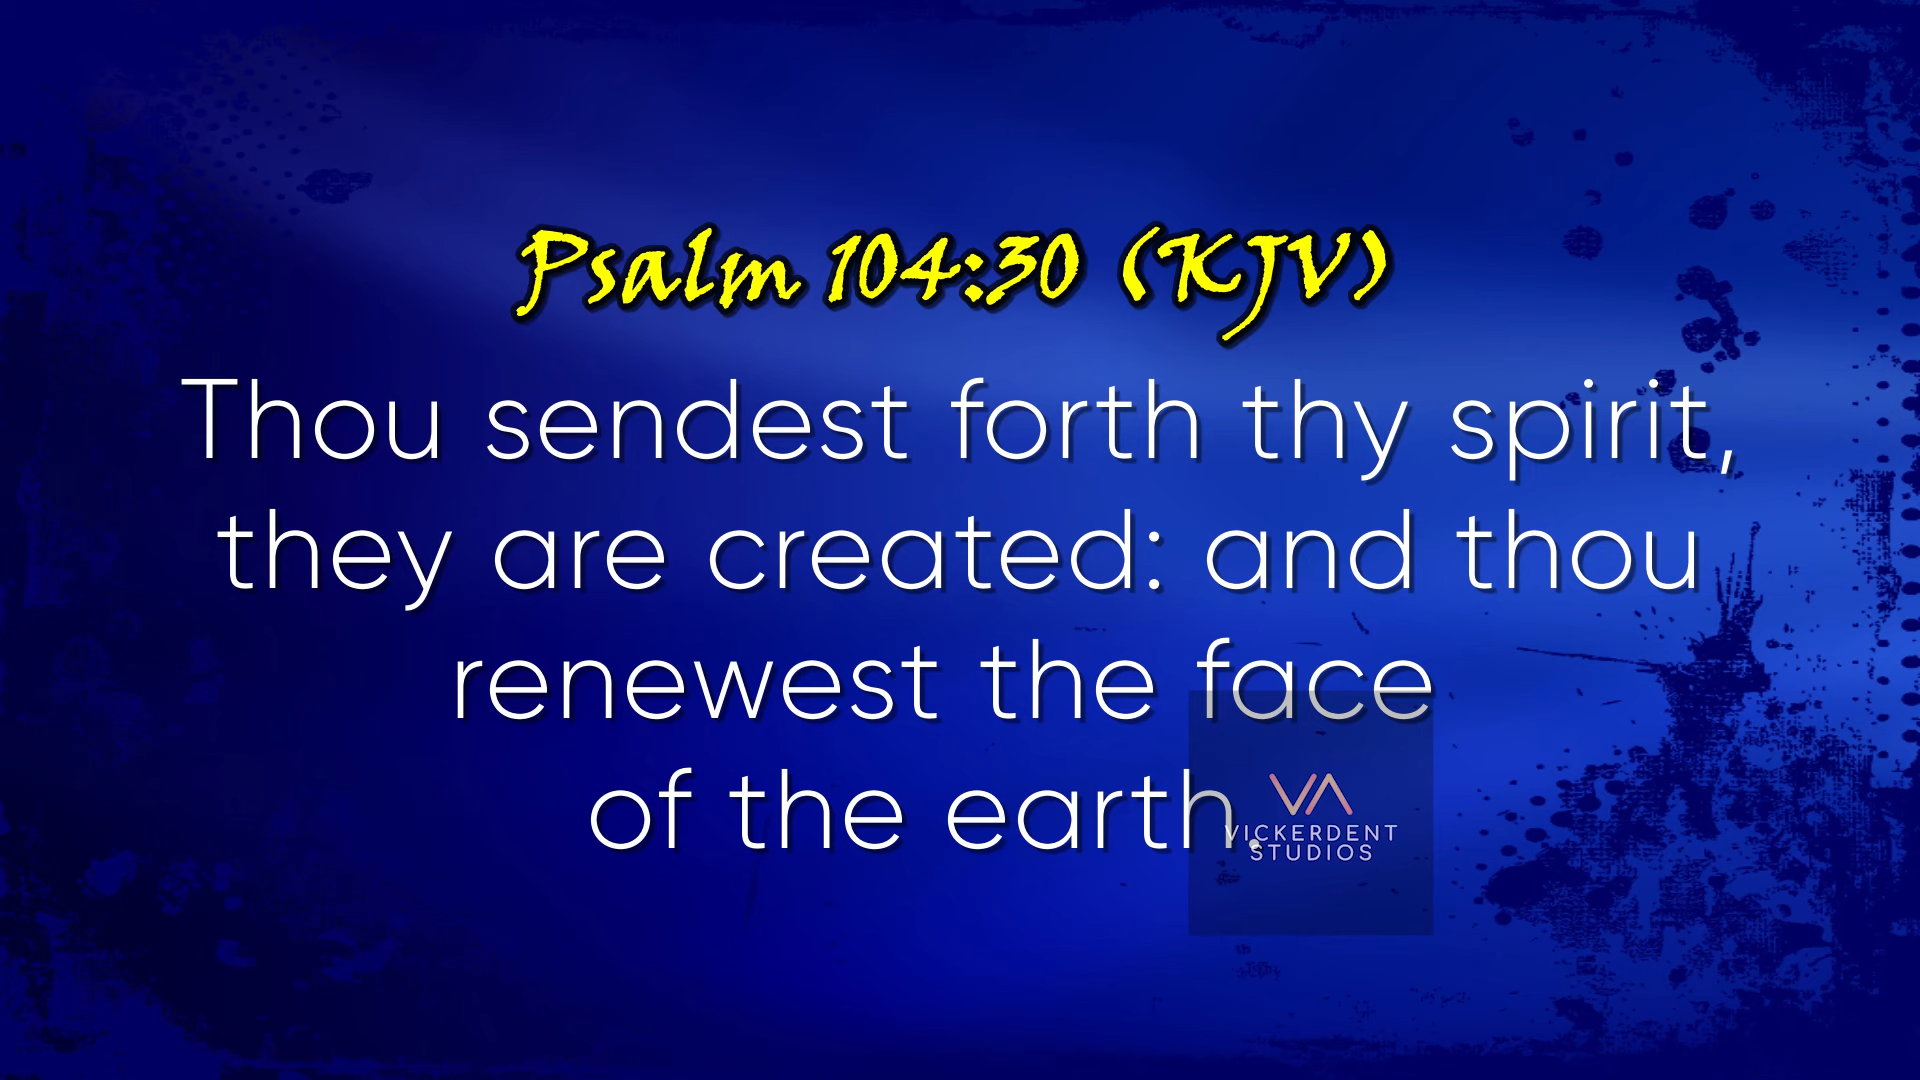 Psalm 104:30 (KJV)
Thou sendest forth thy spirit,
they are created: and thou
renewest the face
of the earth.
VICKERDENT
STUDIOS